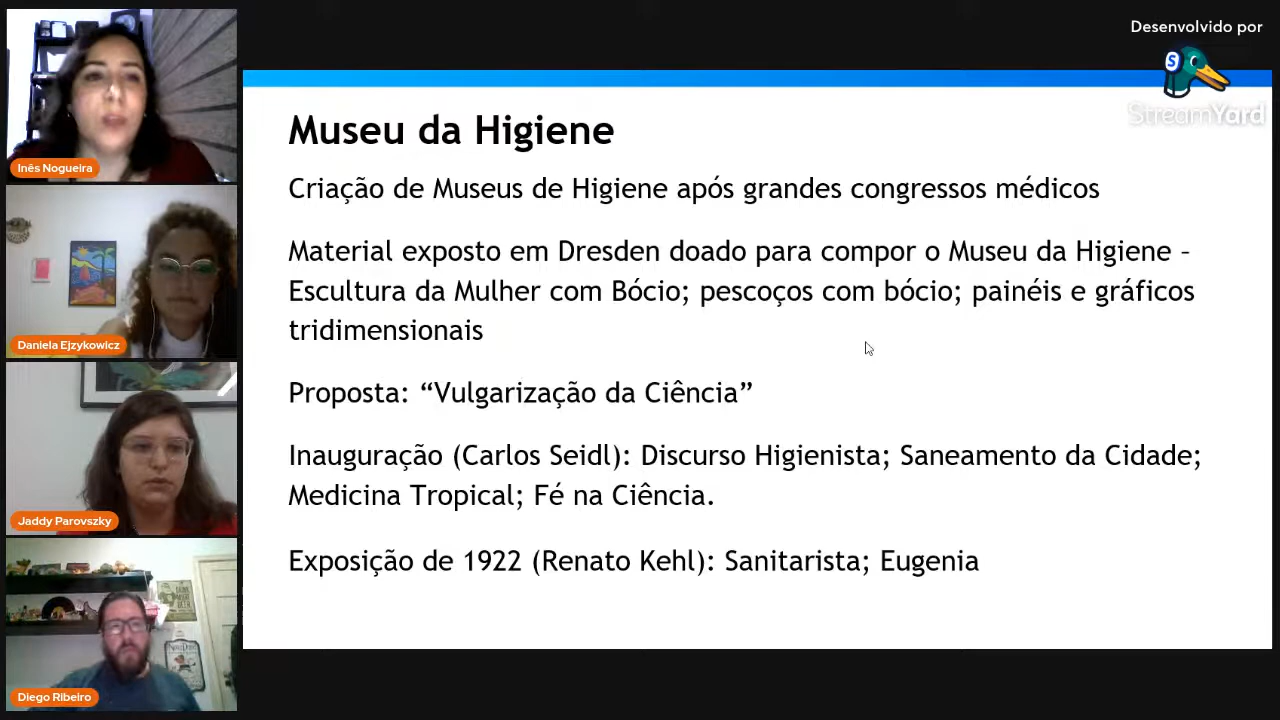 Inês Nogueira
Daniela Ejzykowicz
Jaddy Parovszky
Diego Ribeiro
Desenvolvido por
S
StreamYard
Museu da Higiene
Criação de Museus de Higiene após grandes congressos médicos
Material exposto em Dresden doado para compor o Museu da Higiene –
Escultura da Mulher com Bócio; pescoços com bócio; painéis e gráficos
tridimensionais
Proposta: “Vulgarização da Ciência”
Inauguração (Carlos Seidl): Discurso Higienista; Saneamento da Cidade;
Medicina Tropical; Fé na Ciência.
Exposição de 1922 (Renato Kehl): Sanitarista; Eugenia